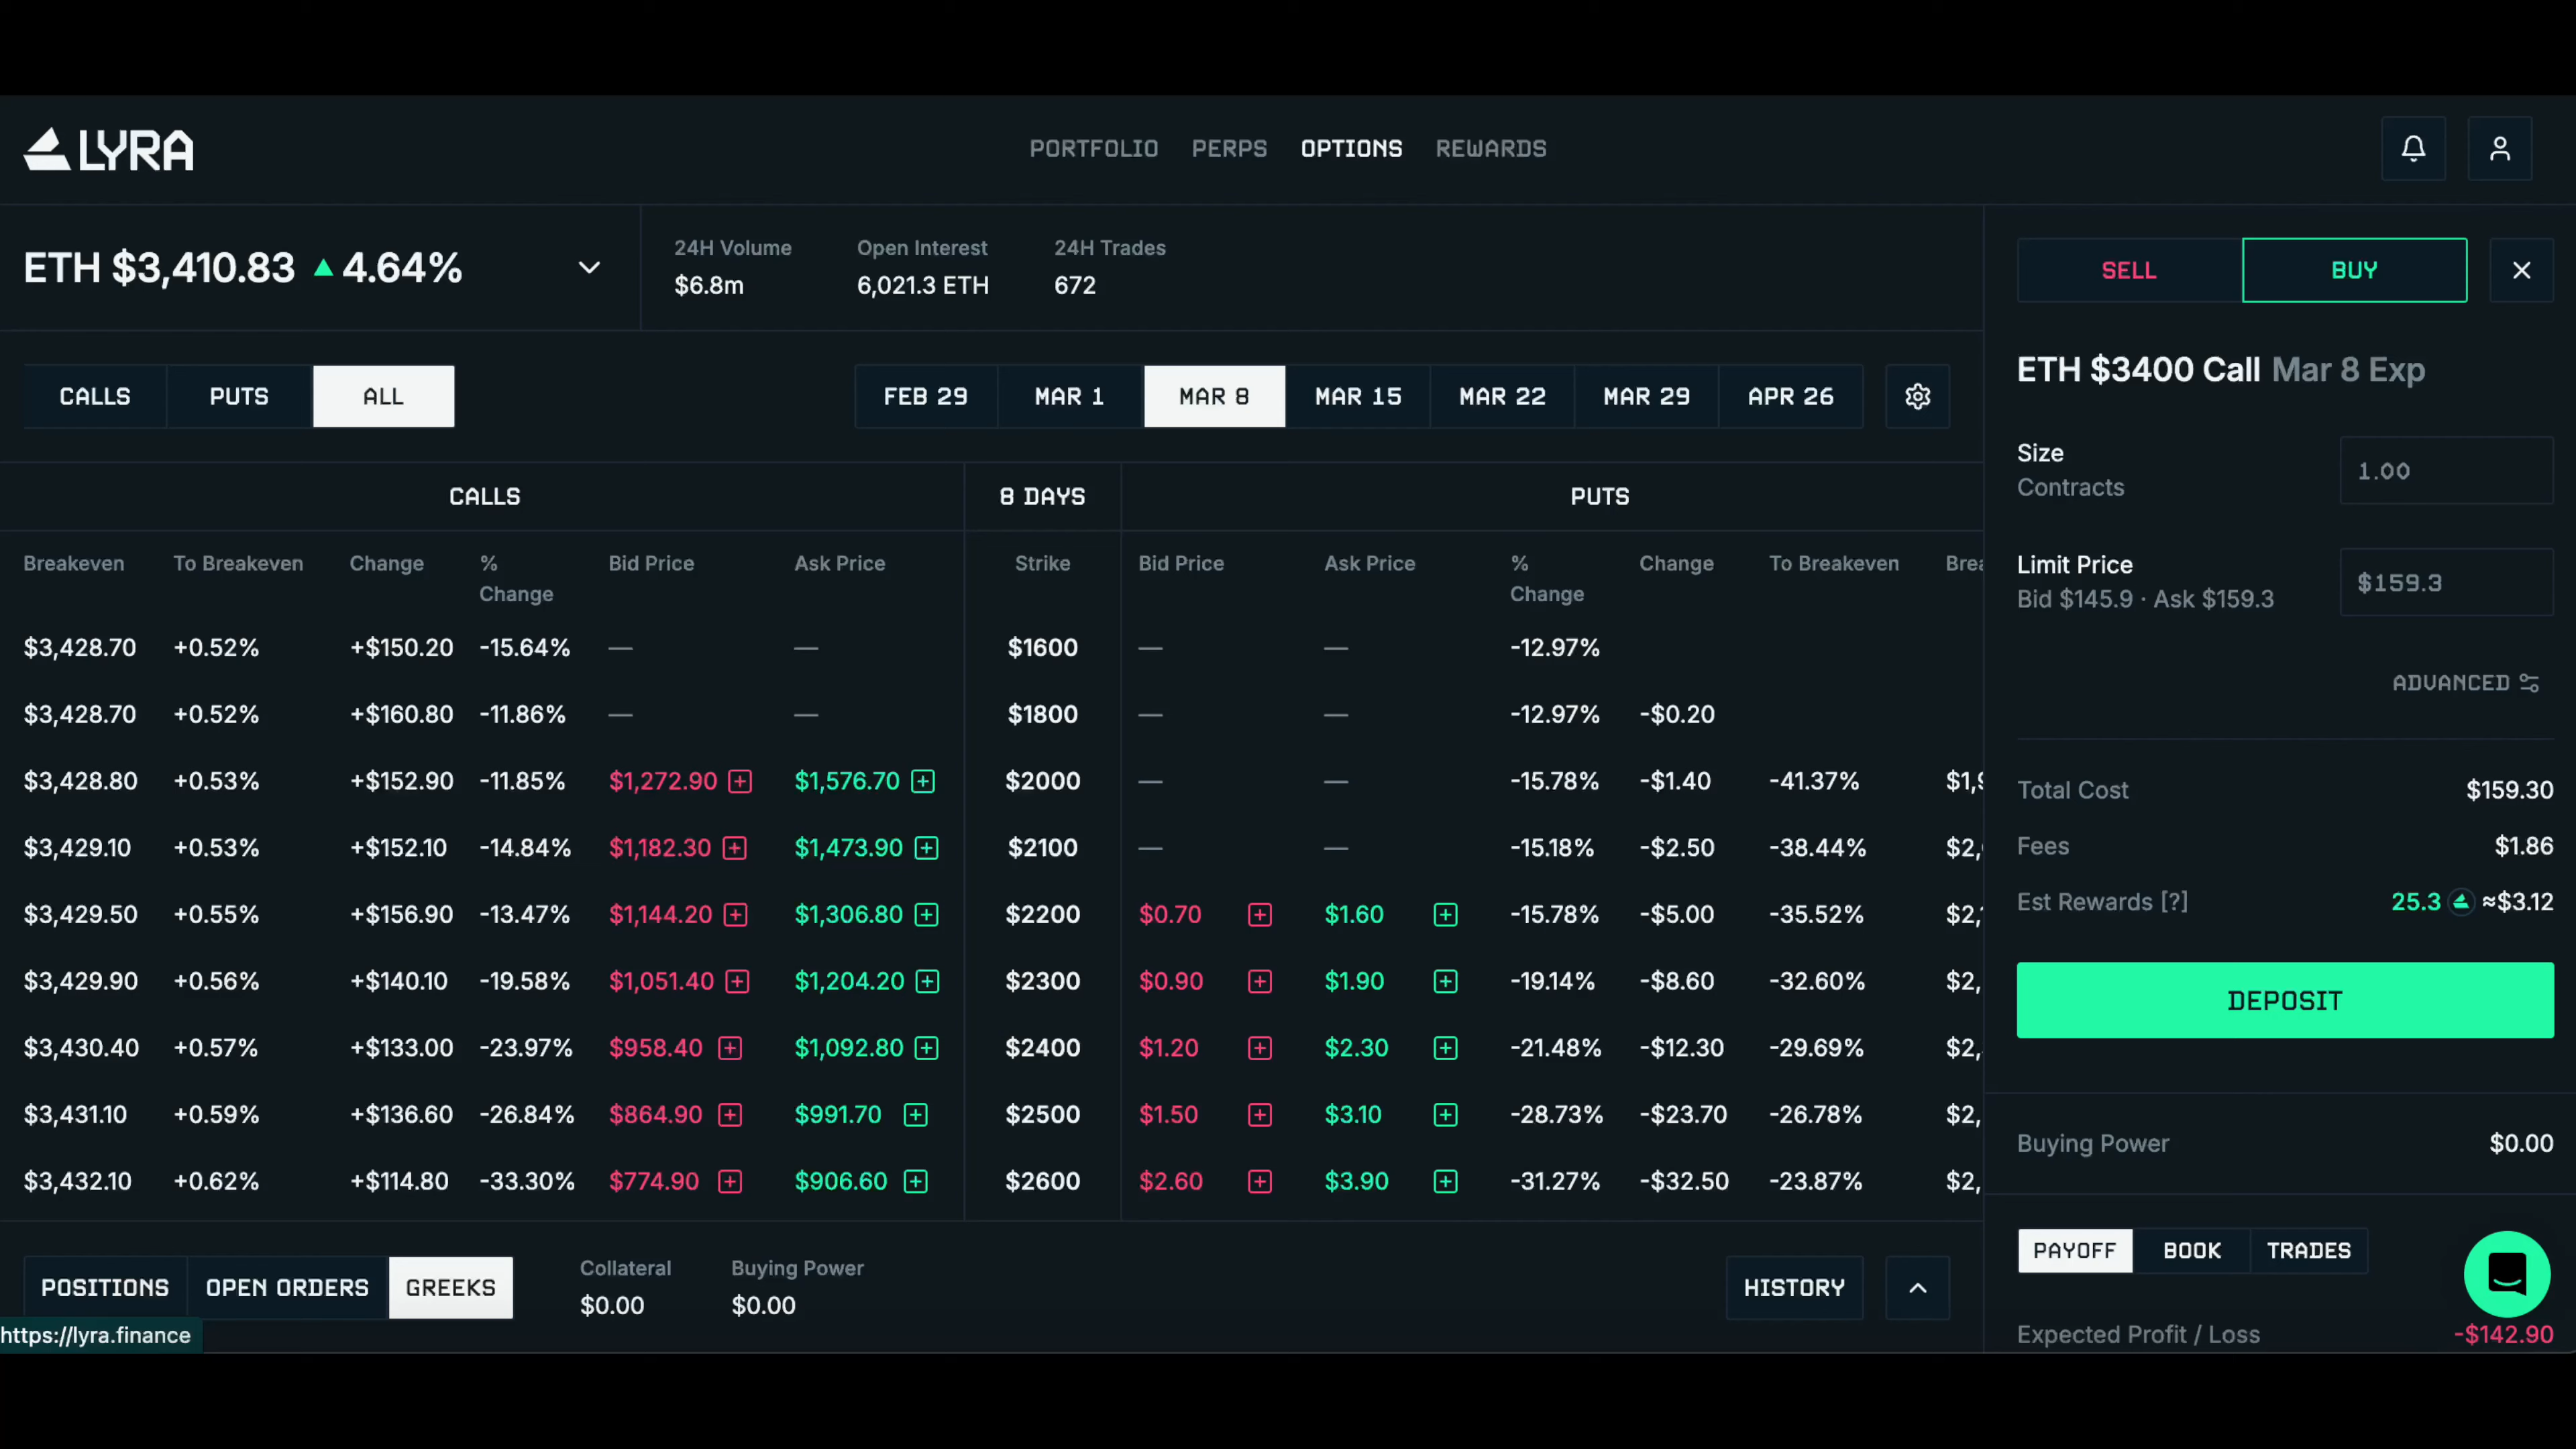 LYRA
PORTFOLIO PERPS OPTIONS REWARDS
ETH $3,410.83 ▲ 4.64%
24H Volume Open Interest 24H Trades
$6.8m 6,021.3 ETH 672
CALLS PUTS ALL
FEB 29 MAR 1 MAR 8 MAR 15 MAR 22 MAR 29 APR 26
CALLS 8 DAYS PUTS
Breakeven To Breakeven Change % Change Bid Price Ask Price Strike Bid Price Ask Price % Change Change To Breakeven
$3,428.70 +0.52% +$150.20 -15.64% — — $1600 — — -12.97%
$3,428.70 +0.52% +$160.80 -11.86% — — $1800 — — -12.97% -$0.20
$3,428.80 +0.53% +$152.90 -11.85% $1,272.90 $1,576.70 $2000 — — -15.78% -$1.40 -41.37%
$3,429.10 +0.53% +$152.10 -14.84% $1,182.30 $1,473.90 $2100 — — -15.18% -$2.50 -38.44%
$3,429.50 +0.55% +$156.90 -13.47% $1,144.20 $1,306.80 $2200 $0.70 $1.60 -15.78% -$5.00 -35.52%
$3,429.90 +0.56% +$140.10 -19.58% $1,051.40 $1,204.20 $2300 $0.90 $1.90 -19.14% -$8.60 -32.60%
$3,430.40 +0.57% +$133.00 -23.97% $958.40 $1,092.80 $2400 $1.20 $2.30 -21.48% -$12.30 -29.69%
$3,431.10 +0.59% +$136.60 -26.84% $864.90 $991.70 $2500 $1.50 $3.10 -28.73% -$23.70 -26.78%
$3,432.10 +0.62% +$114.80 -33.30% $774.90 $906.60 $2600 $2.60 $3.90 -31.27% -$32.50 -23.87%
POSITIONS OPEN ORDERS GREEKS
Collateral Buying Power
$0.00 $0.00
HISTORY
https://lyra.finance
SELL BUY
ETH $3400 Call Mar 8 Exp
Size
Contracts
1.00
Limit Price
Bid $145.9 · Ask $159.3
$159.3
ADVANCED
Total Cost $159.30
Fees $1.86
Est Rewards [?] 25.3 ≈$3.12
DEPOSIT
Buying Power $0.00
PAYOFF BOOK TRADES
Expected Profit / Loss -$142.90